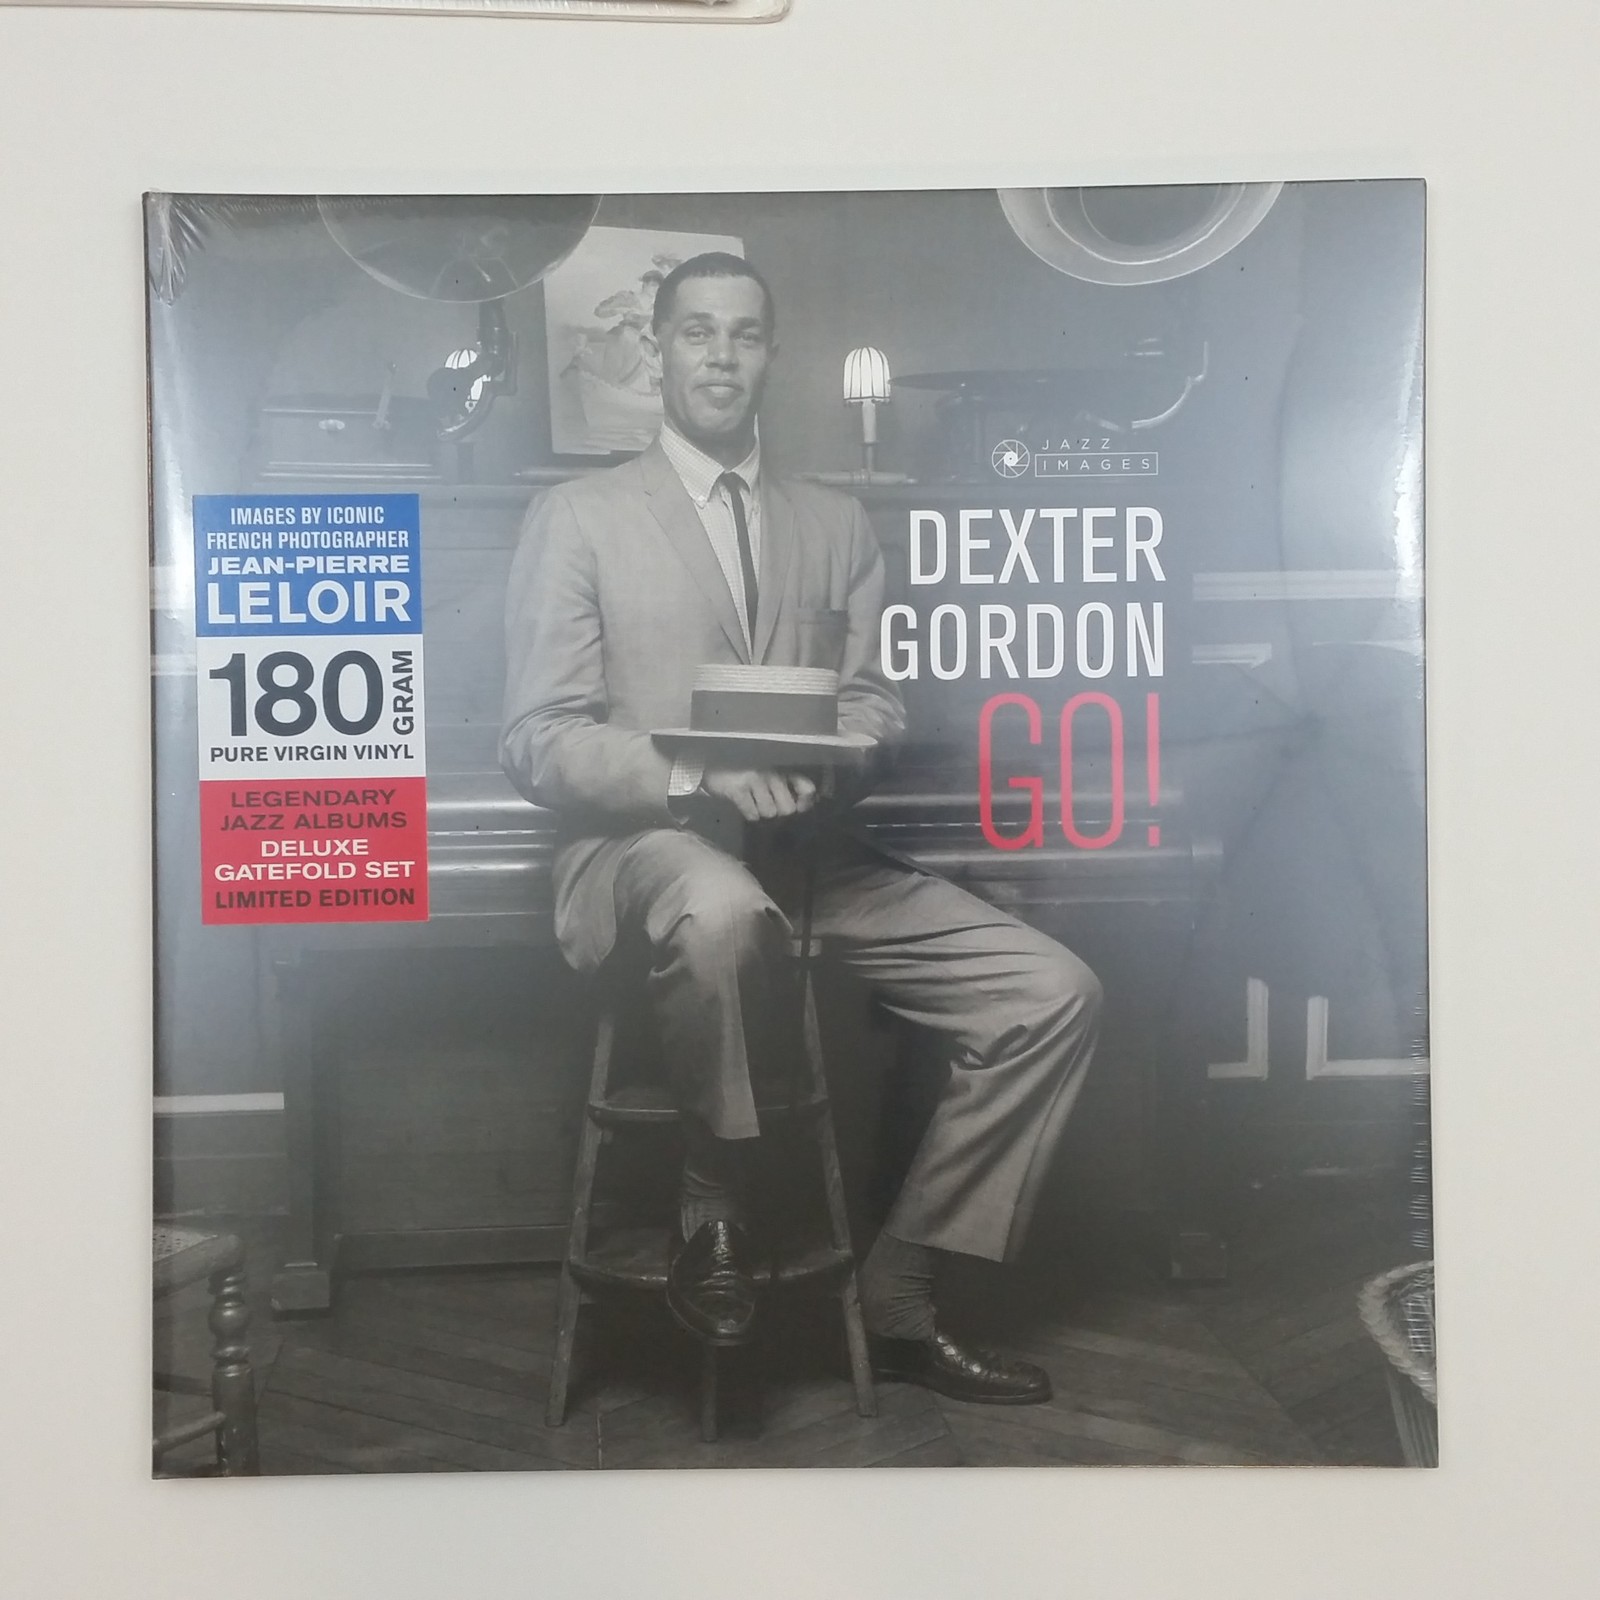 IMAGES BY ICONIC
FRENCH PHOTOGRAPHER
JEAN-PIERRE
LELOIR
180
GRAM
PURE VIRGIN VINYL
LEGENDARY
JAZZ ALBUMS
DELUXE
GATEFOLD SET
LIMITED EDITION
JAZZ
IMAGES
DEXTER
GORDON
GO!